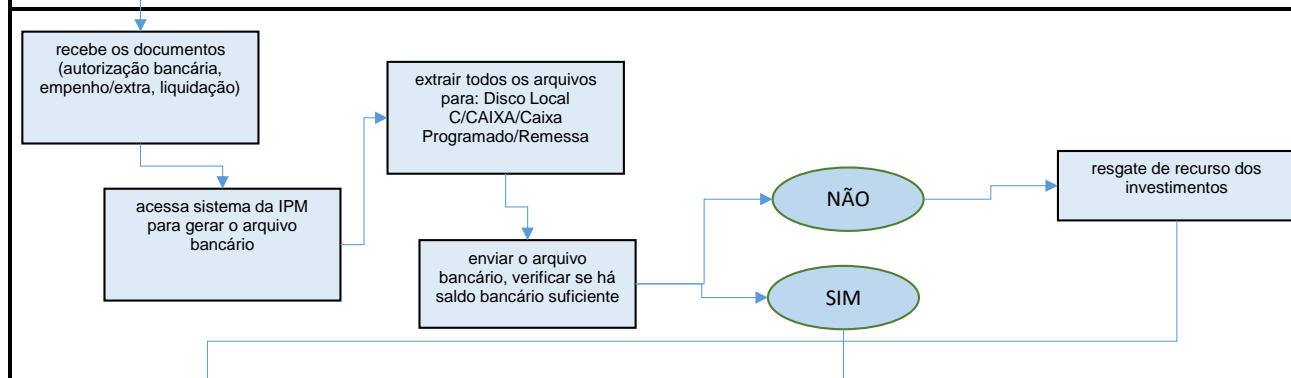 recebe os documentos
(autorização bancária,
empenho/extra, liquidação)
acessa sistema da IPM
para gerar o arquivo
bancário
extrair todos os arquivos
para: Disco Local
C/CAIXA/Caixa
Programado/Remessa
enviar o arquivo
bancário, verificar se há
saldo bancário suficiente
NÃO
SIM
resgate de recurso dos
investimentos